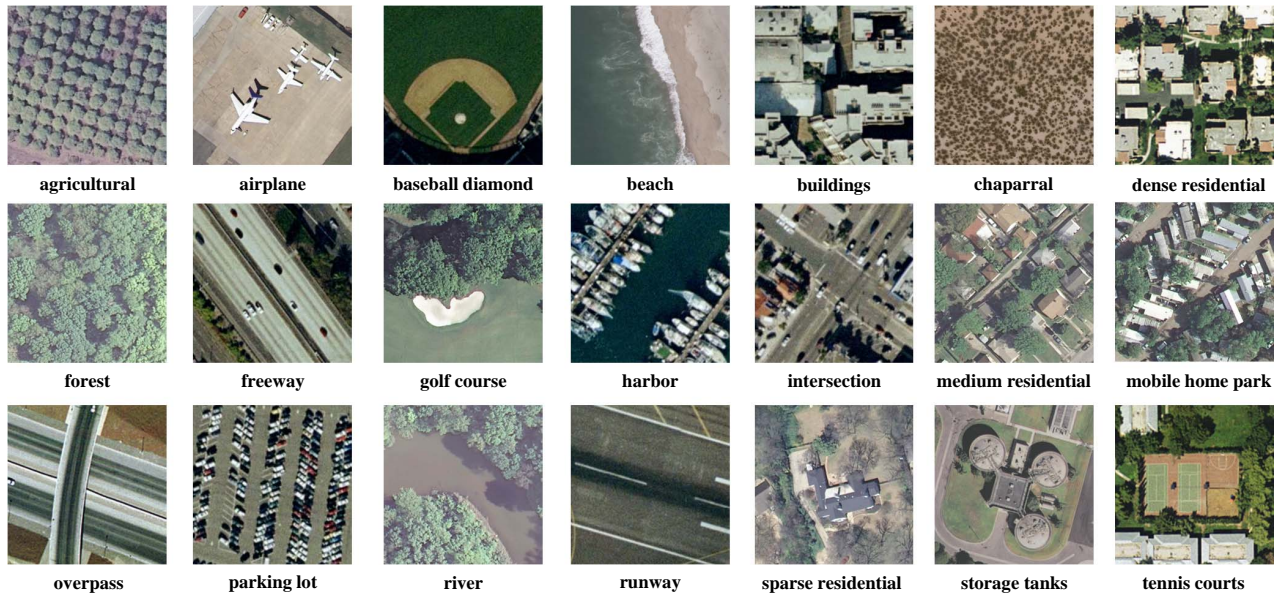 agricultural
airplane
baseball diamond
beach
buildings
chaparral
dense residential
forest
freeway
golf course
harbor
intersection
medium residential
mobile home park
overpass
parking lot
river
runway
sparse residential
storage tanks
tennis courts